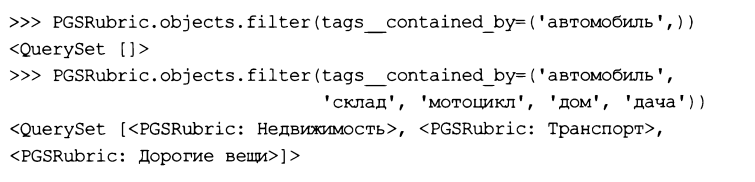 >>> PGSRubric.objects.filter(tags__contained_by=('автомобиль',))
<QuerySet []>
>>> PGSRubric.objects.filter(tags__contained_by=('автомобиль',
'склад', 'мотоцикл', 'дом', 'дача'))
<QuerySet [<PGSRubric: Недвижимость>, <PGSRubric: Транспорт>,
<PGSRubric: Дорогие вещи>]>